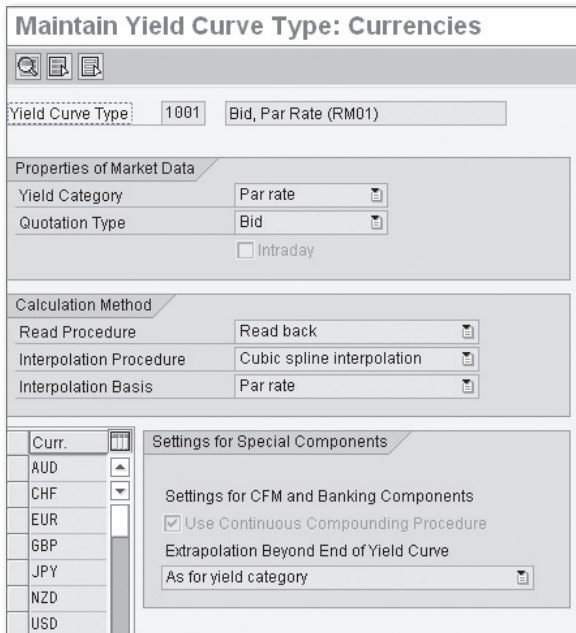 Maintain Yield Curve Type: Currencies
Yield Curve Type 1001 Bid, Par Rate (RM01)
Properties of Market Data
Yield Category Par rate
Quotation Type Bid
Intraday
Calculation Method
Read Procedure Read back
Interpolation Procedure Cubic spline interpolation
Interpolation Basis Par rate
Curr.
AUD
CHF
EUR
GBP
JPY
NZD
USD
Settings for Special Components
Settings for CFM and Banking Components
Use Continuous Compounding Procedure
Extrapolation Beyond End of Yield Curve
As for yield category